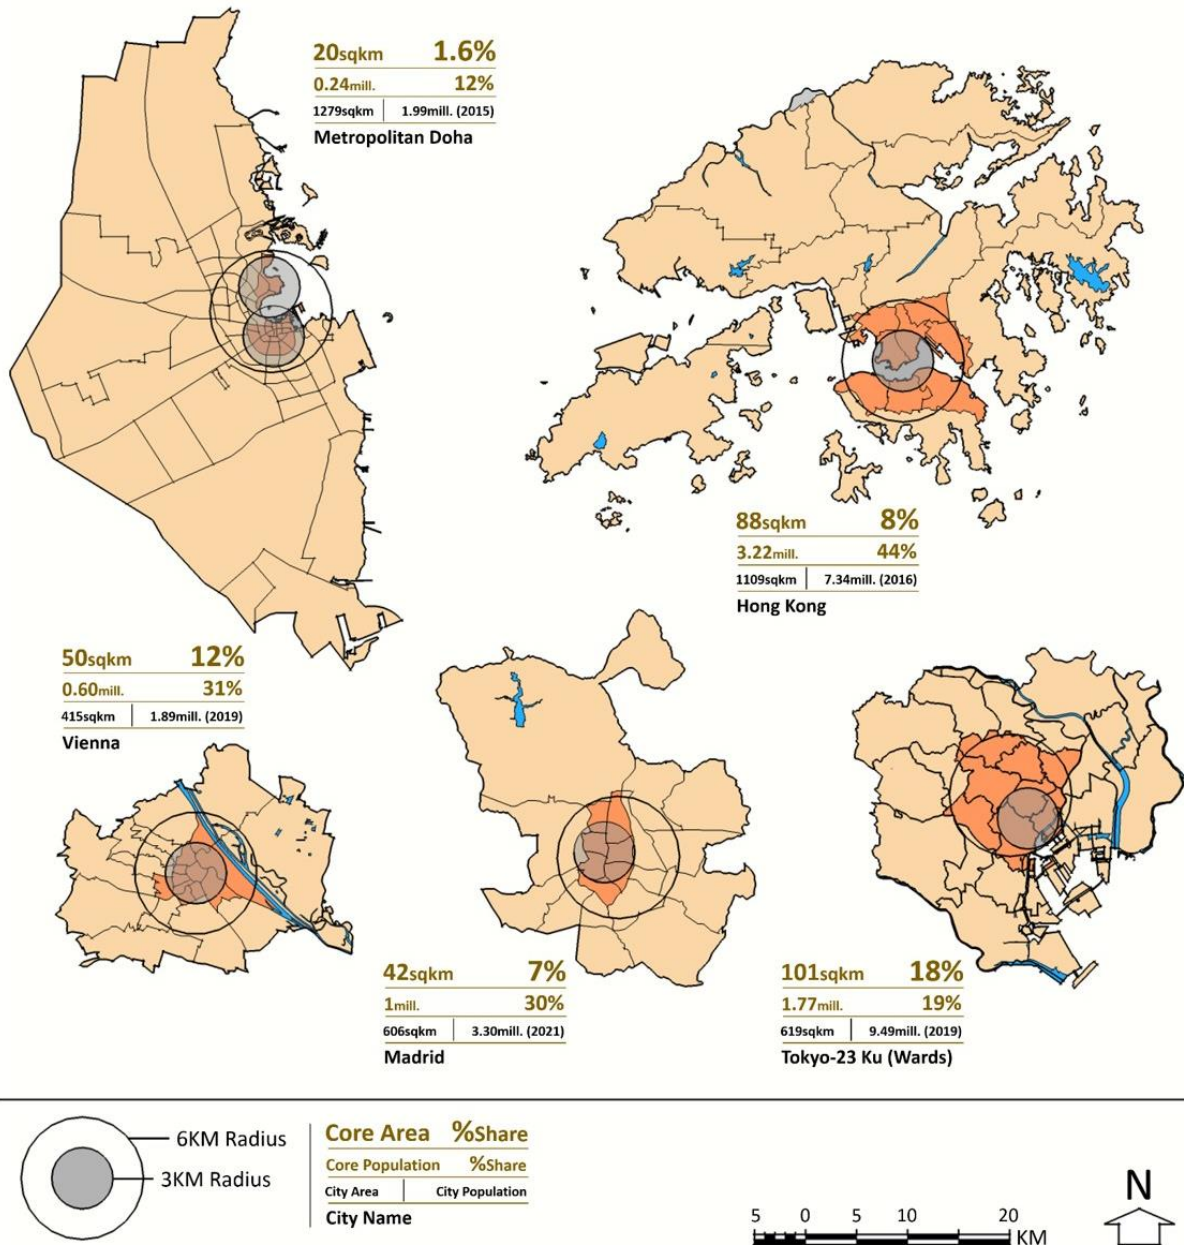 20sqkm 1.6%
0.24mill. 12%
1279sqkm 1.99mill. (2015)
Metropolitan Doha
88sqkm 8%
3.22mill. 44%
1109sqkm 7.34mill. (2016)
Hong Kong
50sqkm 12%
0.60mill. 31%
415sqkm 1.89mill. (2019)
Vienna
42sqkm 7%
1mill. 30%
606sqkm 3.30mill. (2021)
Madrid
101sqkm 18%
1.77mill. 19%
619sqkm 9.49mill. (2019)
Tokyo-23 Ku (Wards)
6KM Radius
3KM Radius
Core Area %Share
Core Population %Share
City Area City Population
City Name
5 0 5 10 20
KM
N